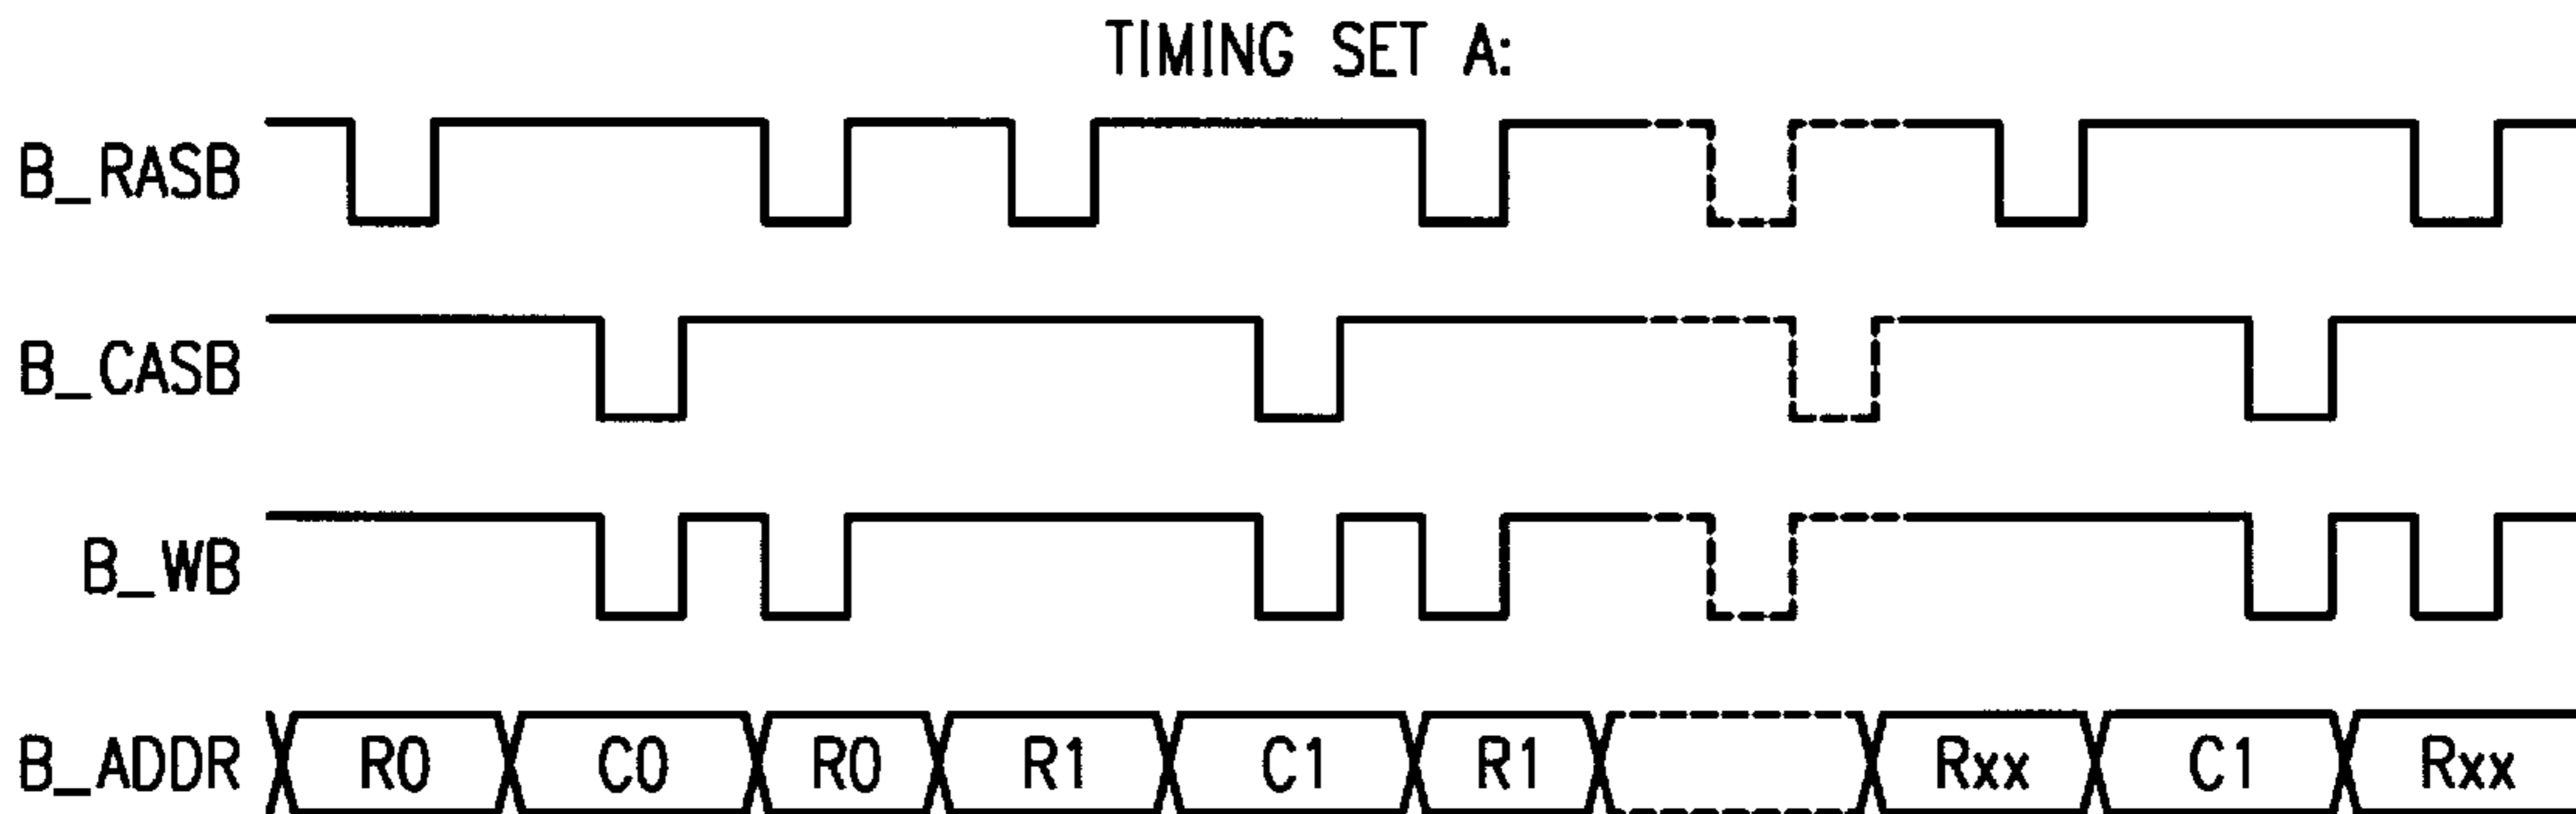 TIMING SET A:
B_RASB
B_CASB
B_WB
B_ADDR R0 C0 R0 R1 C1 R1 Rxx C1 Rxx